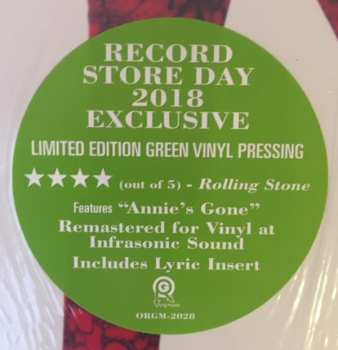 RECORD
STORE DAY
2018
EXCLUSIVE
LIMITED EDITION GREEN VINYL PRESSING
★★★★ (out of 5) - Rolling Stone
Features "Annie's Gone"
Remastered for Vinyl at
Infrasonic Sound
Includes Lyric Insert
ORGM-2028